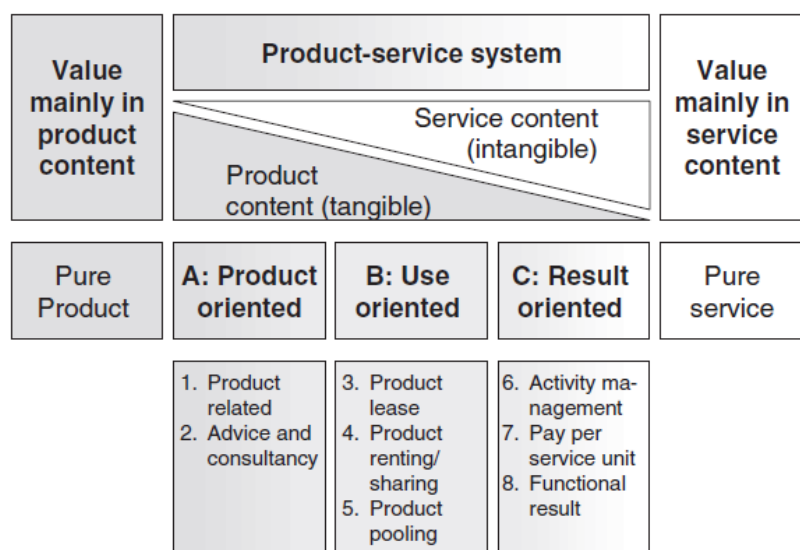 Value
mainly in
product
content
Product-service system
Service content
(intangible)
Product
content (tangible)
Value
mainly in
service
content
Pure
Product
A: Product
oriented
B: Use
oriented
C: Result
oriented
Pure
service
1. Product
related
2. Advice and
consultancy
3. Product
lease
4. Product
renting/
sharing
5. Product
pooling
6. Activity ma-
nagement
7. Pay per
service unit
8. Functional
result